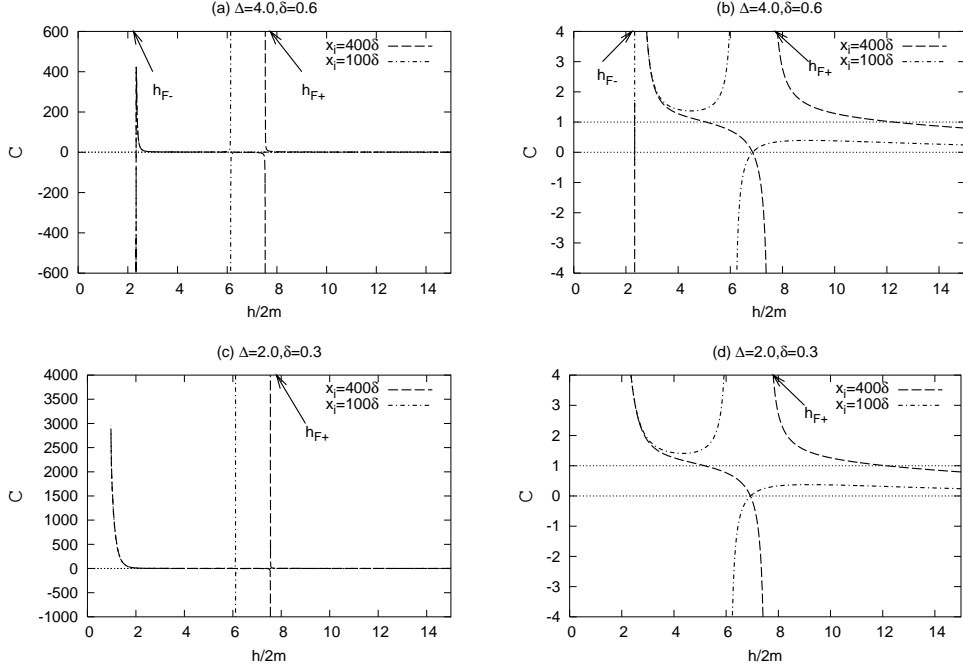 (a) Δ=4.0,δ=0.6
600
400
200
0
-200
-400
-600
C
x_i=400δ
x_i=100δ
h_F-
h_F+
0 2 4 6 8 10 12 14
h/2m
(b) Δ=4.0,δ=0.6
4
3
2
1
0
-1
-2
-3
-4
C
x_i=400δ
x_i=100δ
h_F-
h_F+
0 2 4 6 8 10 12 14
h/2m
(c) Δ=2.0,δ=0.3
4000
3500
3000
2500
2000
1500
1000
500
0
-500
-1000
C
x_i=400δ
x_i=100δ
h_F+
0 2 4 6 8 10 12 14
h/2m
(d) Δ=2.0,δ=0.3
4
3
2
1
0
-1
-2
-3
-4
C
x_i=400δ
x_i=100δ
h_F+
0 2 4 6 8 10 12 14
h/2m